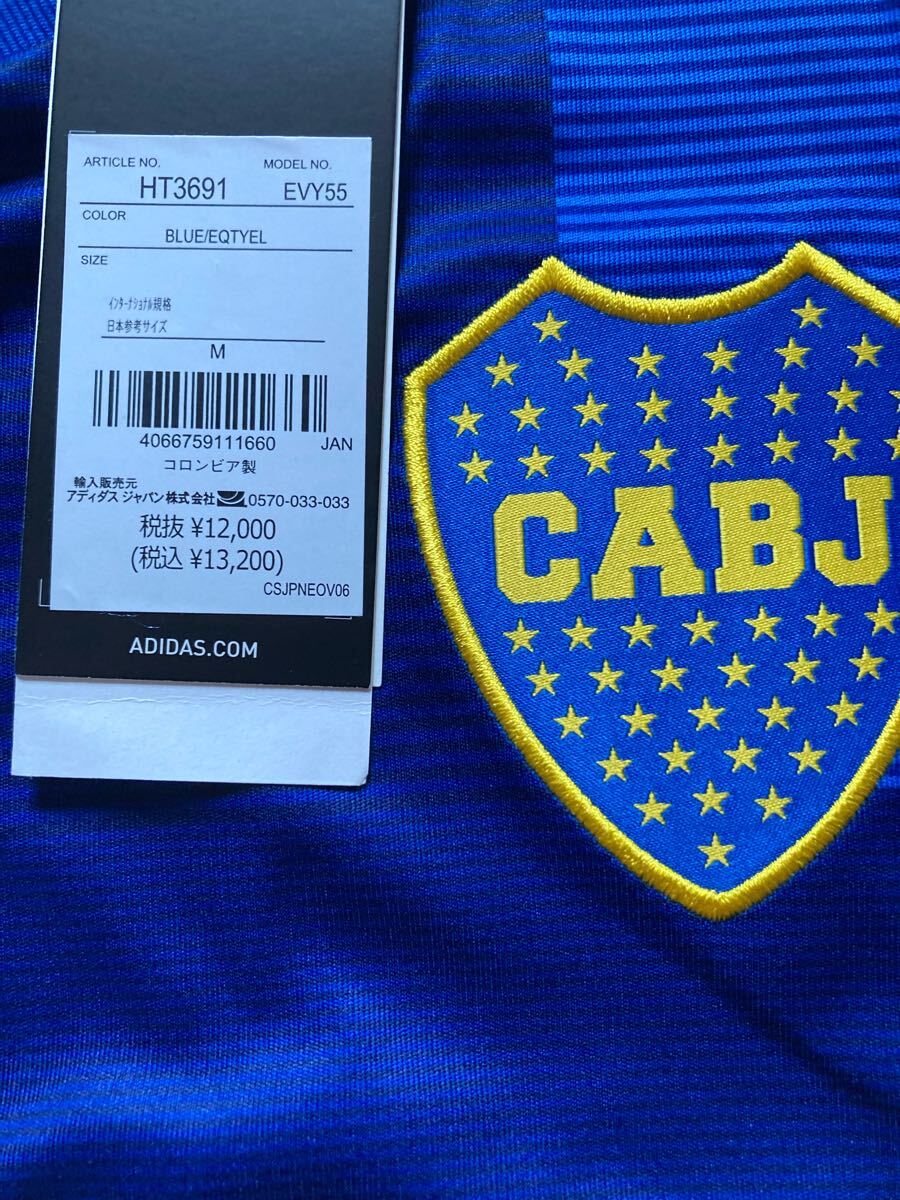 ARTICLE NO. MODEL NO.
HT3691 EVY55
COLOR
BLUE/EQTYEL
SIZE
インターナショナル規格
日本参考サイズ
M
4066759111660 JAN
コロンビア製
輸入販売元
アディダス ジャパン株式会社 0570-033-033
税抜 ¥12,000
(税込 ¥13,200)
CSJPNEOV06
ADIDAS.COM
CABJ